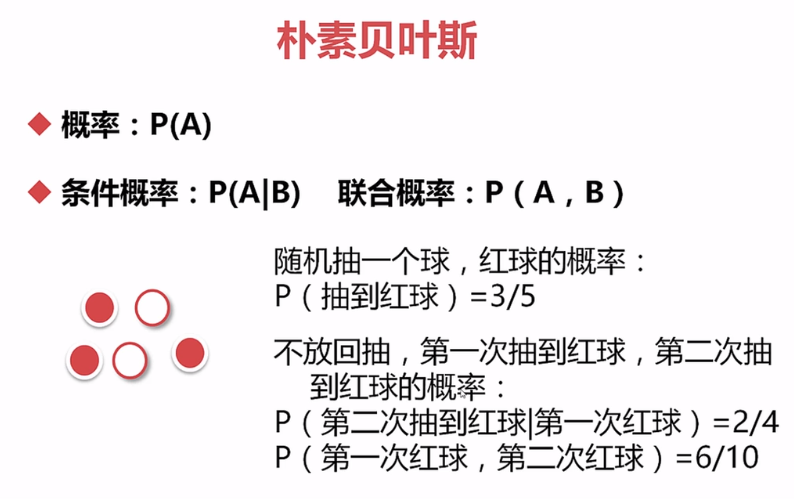 朴素贝叶斯
概率：P(A)
条件概率：P(A|B) 联合概率：P（A，B）
随机抽一个球，红球的概率：
P（抽到红球）=3/5
不放回抽，第一次抽到红球，第二次抽
到红球的概率：
P（第二次抽到红球|第一次红球）=2/4
P（第一次红球，第二次红球）=6/10